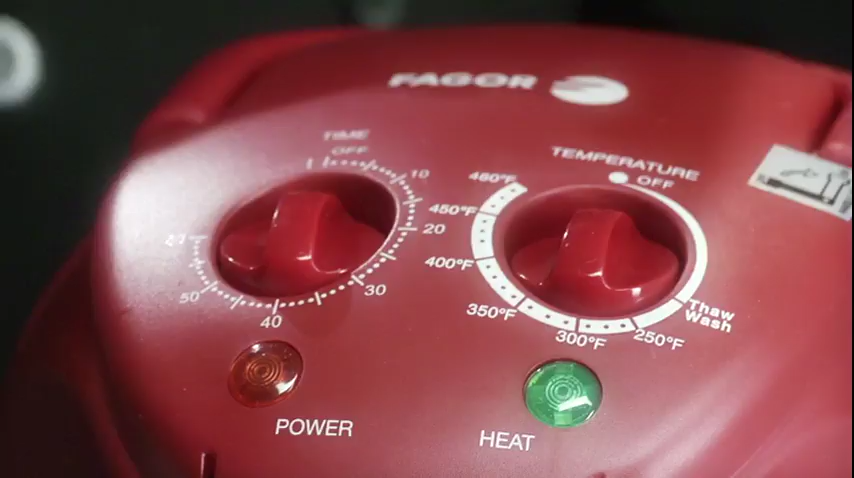 FAGOR
TIME
OFF
10
20
30
40
50
TEMPERATURE
OFF
460°F
450°F
400°F
350°F
300°F
250°F
Thaw
Wash
POWER
HEAT